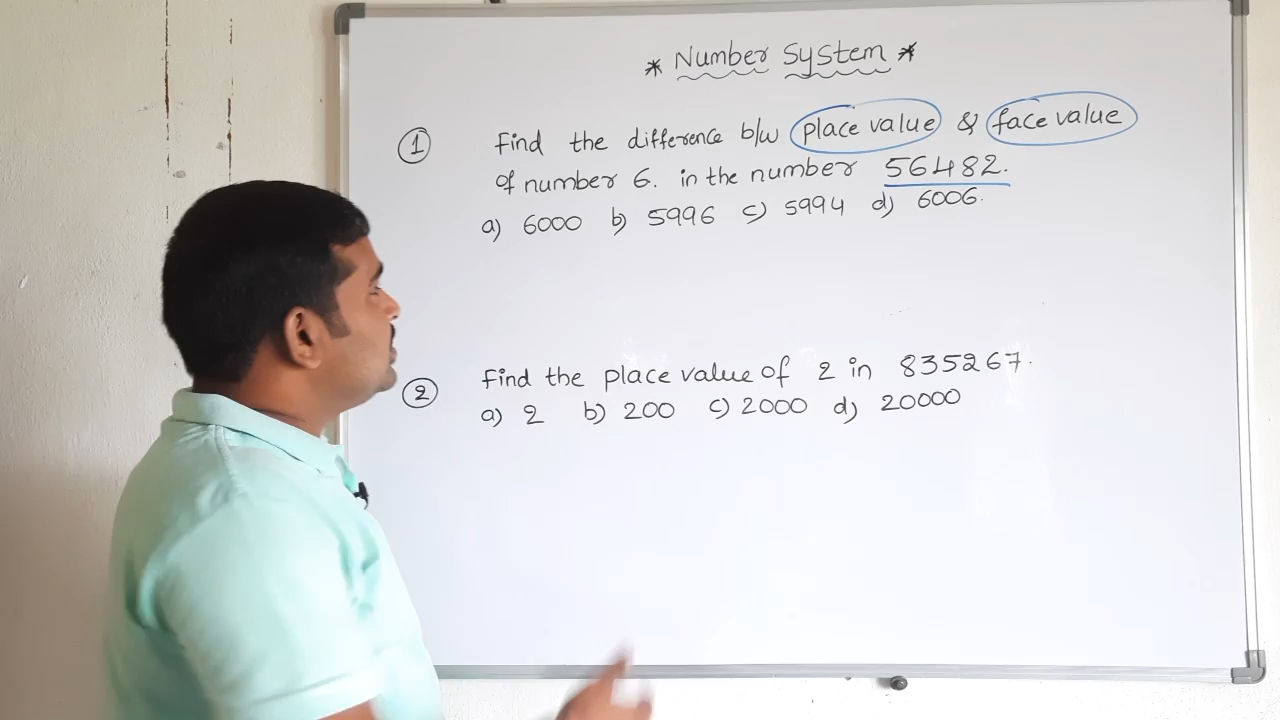 * Number System *
① Find the difference b/w place value & face value
of number 6. in the number 56482.
a) 6000 b) 5996 c) 5994 d) 6006.
② Find the place value of 2 in 835267.
a) 2 b) 200 c) 2000 d) 20000